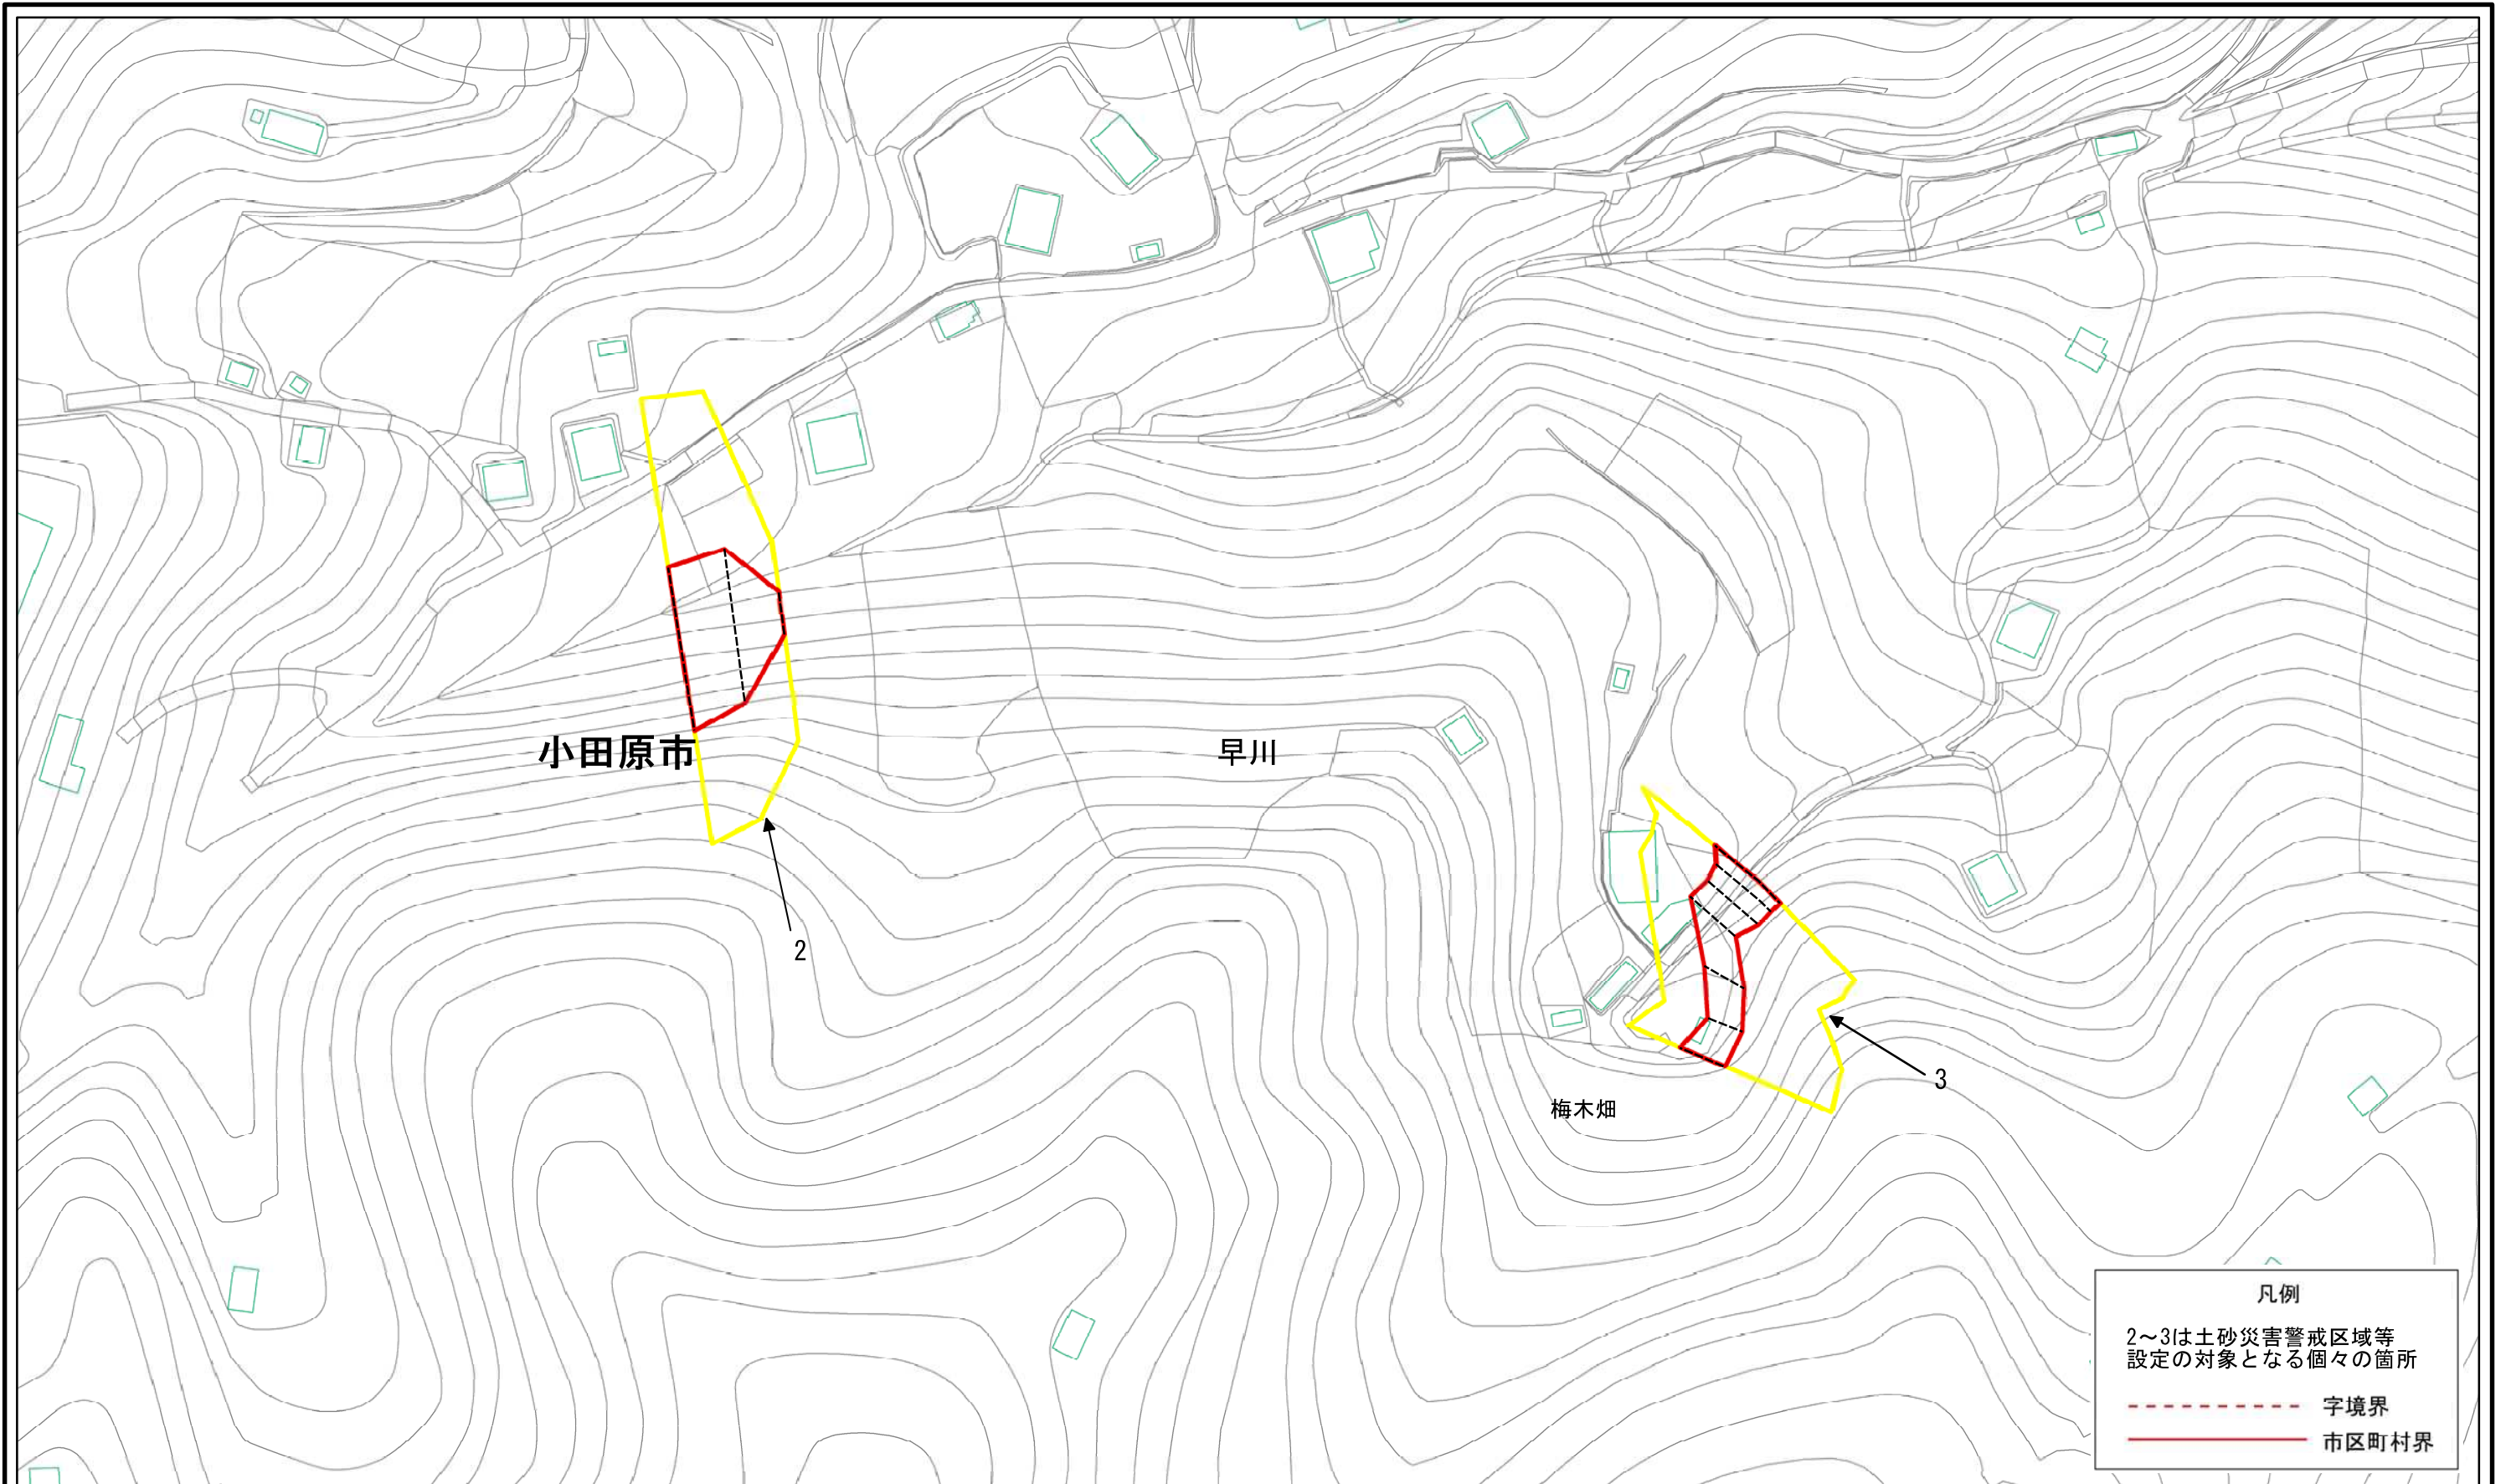 小田原市
早川
2
3
梅木畑
凡例
2～3は土砂災害警戒区域等
設定の対象となる個々の箇所
字境界
市区町村界